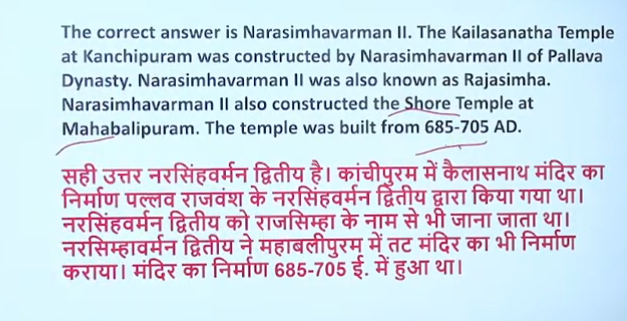 The correct answer is Narasimhavarman II. The Kailasanatha Temple
at Kanchipuram was constructed by Narasimhavarman II of Pallava
Dynasty. Narasimhavarman II was also known as Rajasimha.
Narasimhavarman II also constructed the Shore Temple at
Mahabalipuram. The temple was built from 685-705 AD.
सही उत्तर नरसिंहवर्मन द्वितीय है। कांचीपुरम में कैलासनाथ मंदिर का
निर्माण पल्लव राजवंश के नरसिंहवर्मन द्वितीय द्वारा किया गया था।
नरसिंहवर्मन द्वितीय को राजसिम्हा के नाम से भी जाना जाता था।
नरसिम्हावर्मन द्वितीय ने महाबलीपुरम में तट मंदिर का भी निर्माण
कराया। मंदिर का निर्माण 685-705 ई. में हुआ था।